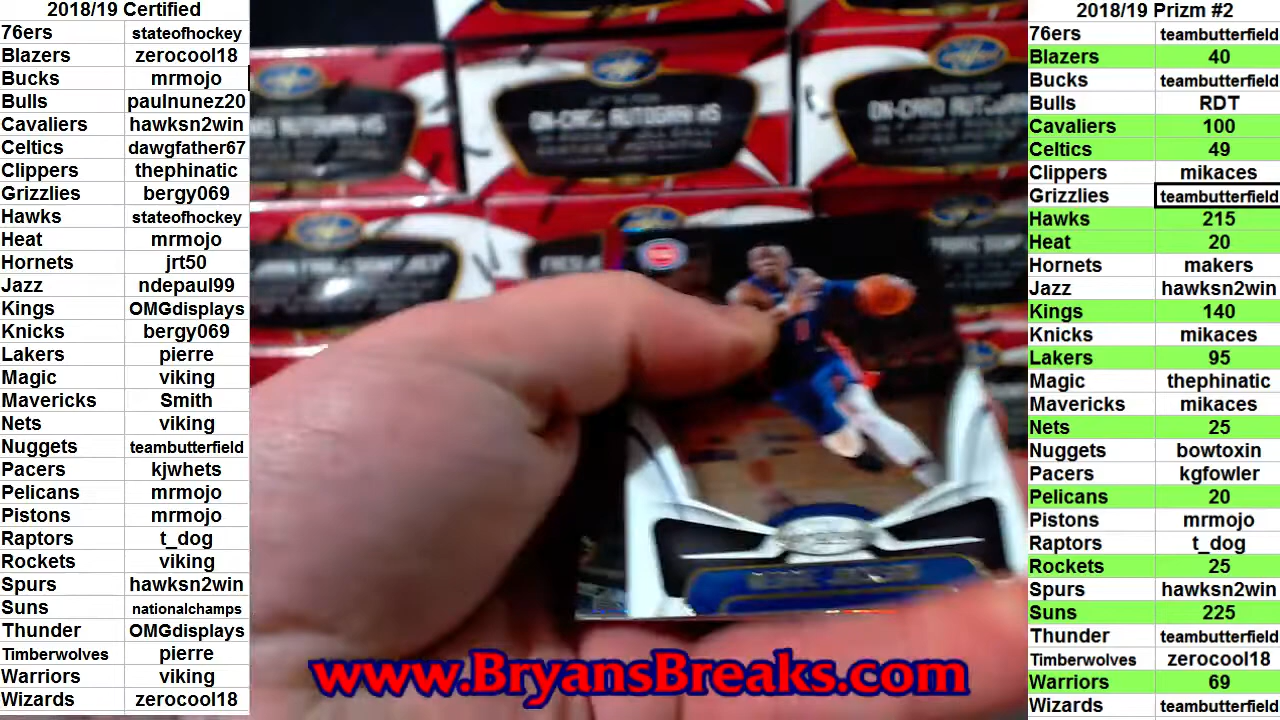 2018/19 Certified
76ers stateofhockey
Blazers zerocool18
Bucks mrmojo
Bulls paulnunez20
Cavaliers hawksn2win
Celtics dawgfather67
Clippers thephinatic
Grizzlies bergy069
Hawks stateofhockey
Heat mrmojo
Hornets jrt50
Jazz ndepaul99
Kings OMGdisplays
Knicks bergy069
Lakers pierre
Magic viking
Mavericks Smith
Nets viking
Nuggets teambutterfield
Pacers kjwhets
Pelicans mrmojo
Pistons mrmojo
Raptors t_dog
Rockets viking
Spurs hawksn2win
Suns nationalchamps
Thunder OMGdisplays
Timberwolves pierre
Warriors viking
Wizards zerocool18
ON-CARD AUTOGRAPHS
ON-CARD
www.BryansBreaks.com
2018/19 Prizm #2
76ers teambutterfield
Blazers 40
Bucks teambutterfield
Bulls RDT
Cavaliers 100
Celtics 49
Clippers mikaces
Grizzlies teambutterfield
Hawks 215
Heat 20
Hornets makers
Jazz hawksn2win
Kings 140
Knicks mikaces
Lakers 95
Magic thephinatic
Mavericks mikaces
Nets 25
Nuggets bowtoxin
Pacers kgfowler
Pelicans 20
Pistons mrmojo
Raptors t_dog
Rockets 25
Spurs hawksn2win
Suns 225
Thunder teambutterfield
Timberwolves zerocool18
Warriors 69
Wizards teambutterfield